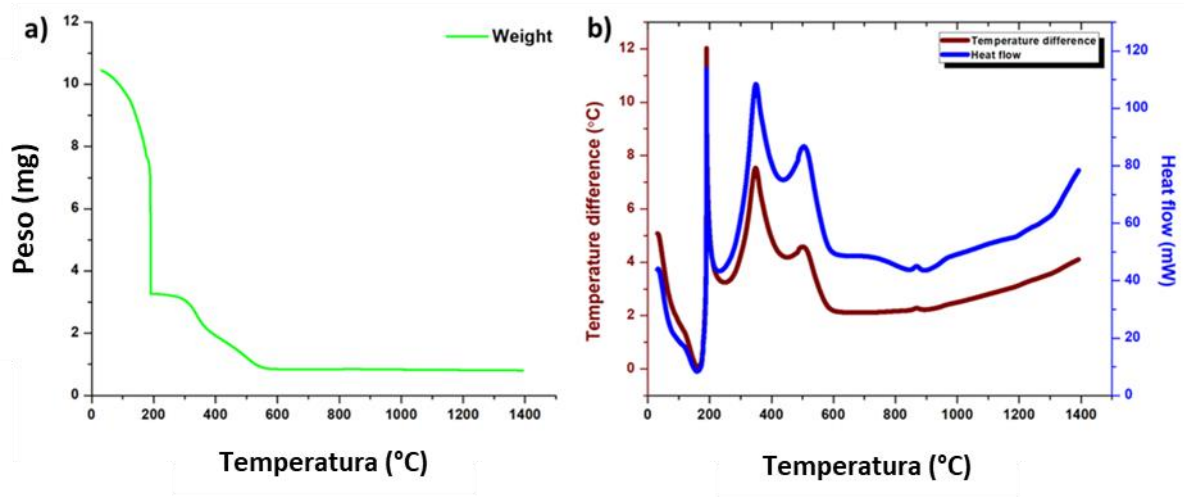 a)
Weight
12
10
8
6
4
2
0
0 200 400 600 800 1000 1200 1400
Peso (mg)
Temperatura (°C)
b)
Temperature difference
Heat flow
12
10
8
6
4
2
0
Temperature difference (°C)
120
100
80
60
40
20
0
Heat flow (mW)
0 200 400 600 800 1000 1200 1400
Temperatura (°C)